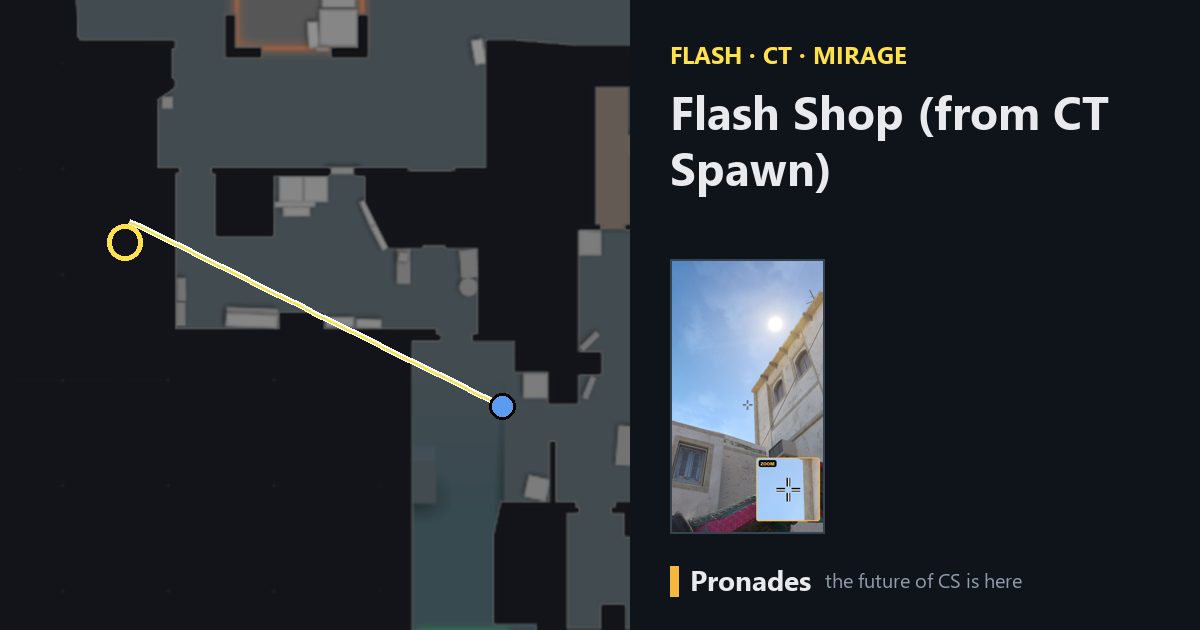 FLASH · CT · MIRAGE
Flash Shop (from CT
Spawn)
ZOOM
Pronades the future of CS is here